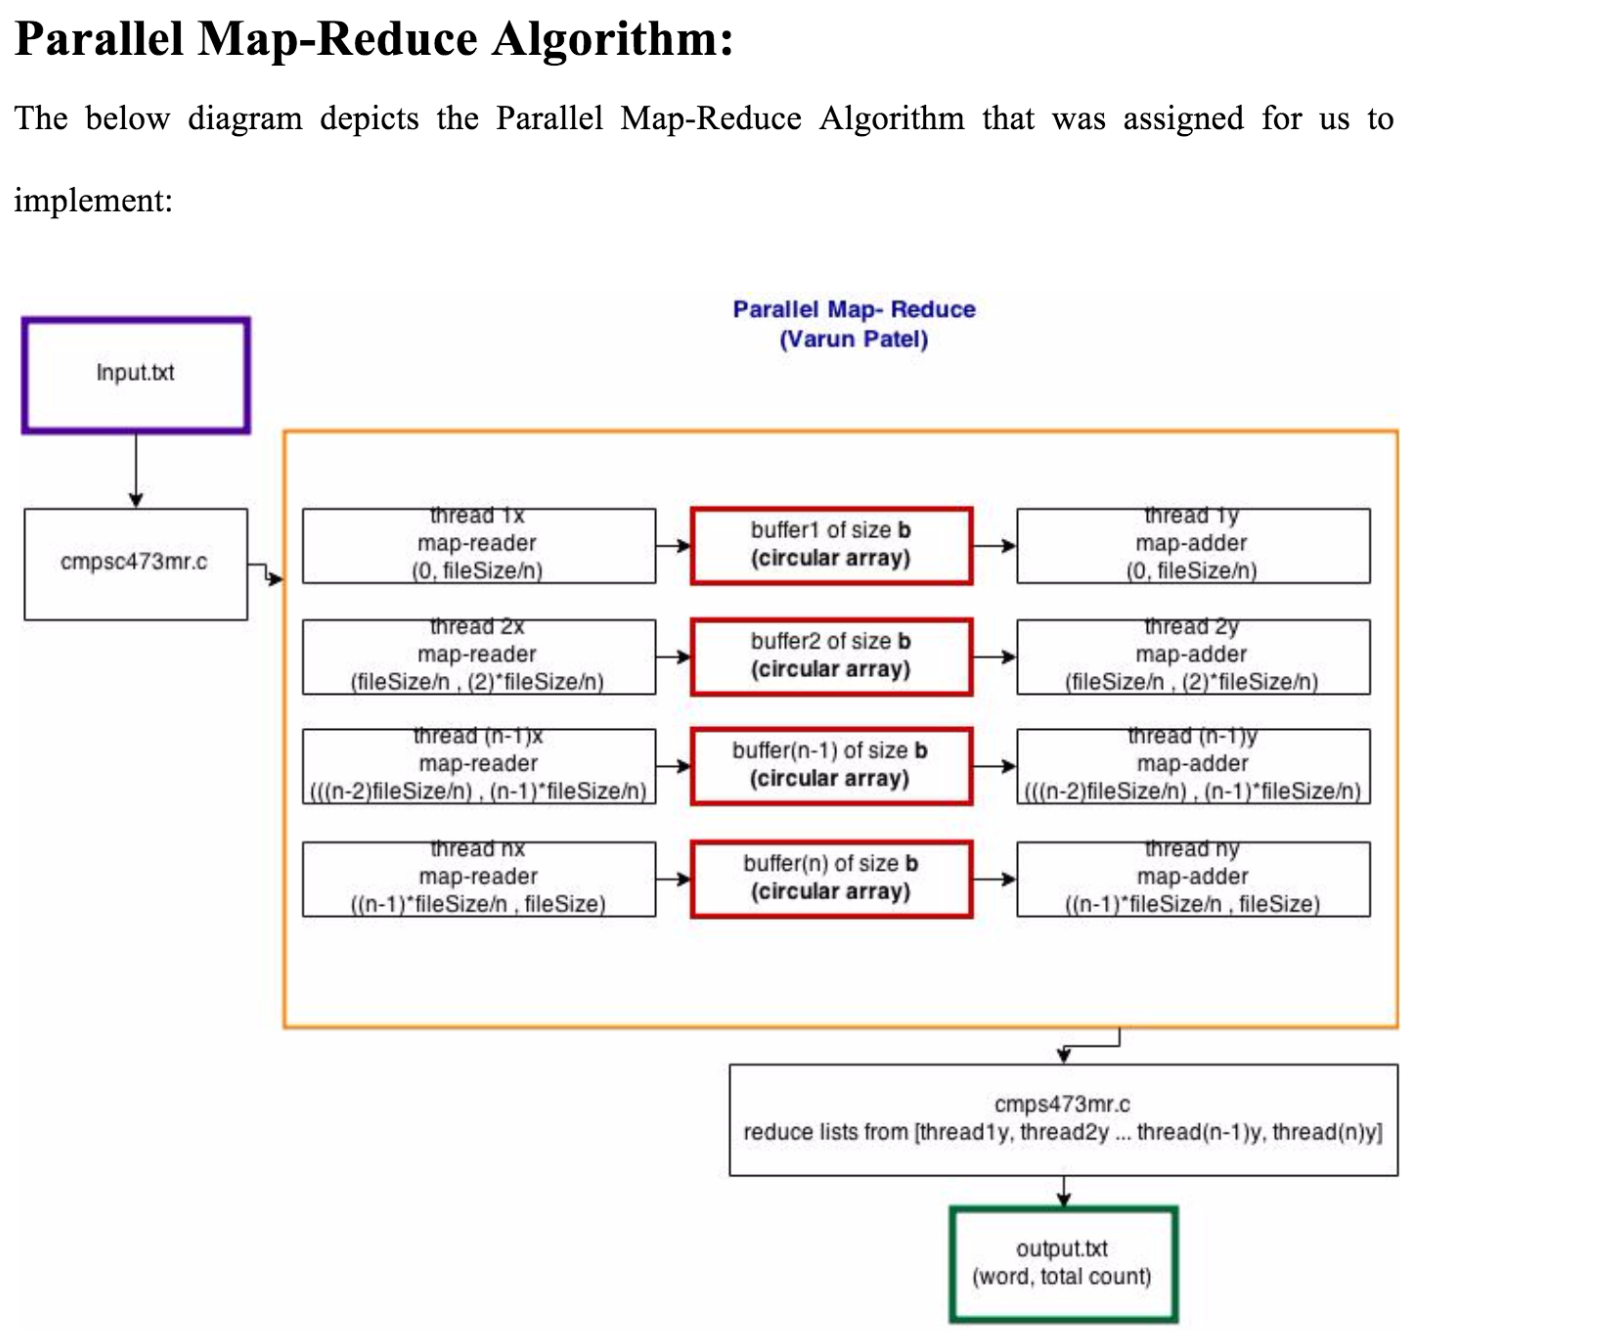 Parallel Map-Reduce Algorithm:
The below diagram depicts the Parallel Map-Reduce Algorithm that was assigned for us to
implement:
Parallel Map- Reduce
(Varun Patel)
Input.txt
cmpsc473mr.c
thread 1x
map-reader
(0, fileSize/n)
buffer1 of size b
(circular array)
thread 1y
map-adder
(0, fileSize/n)
thread 2x
map-reader
(fileSize/n , (2)*fileSize/n)
buffer2 of size b
(circular array)
thread 2y
map-adder
(fileSize/n , (2)*fileSize/n)
thread (n-1)x
map-reader
(((n-2)fileSize/n) , (n-1)*fileSize/n)
buffer(n-1) of size b
(circular array)
thread (n-1)y
map-adder
(((n-2)fileSize/n) , (n-1)*fileSize/n)
thread nx
map-reader
((n-1)*fileSize/n , fileSize)
buffer(n) of size b
(circular array)
thread ny
map-adder
((n-1)*fileSize/n , fileSize)
cmps473mr.c
reduce lists from [thread1y, thread2y ... thread(n-1)y, thread(n)y]
output.txt
(word, total count)